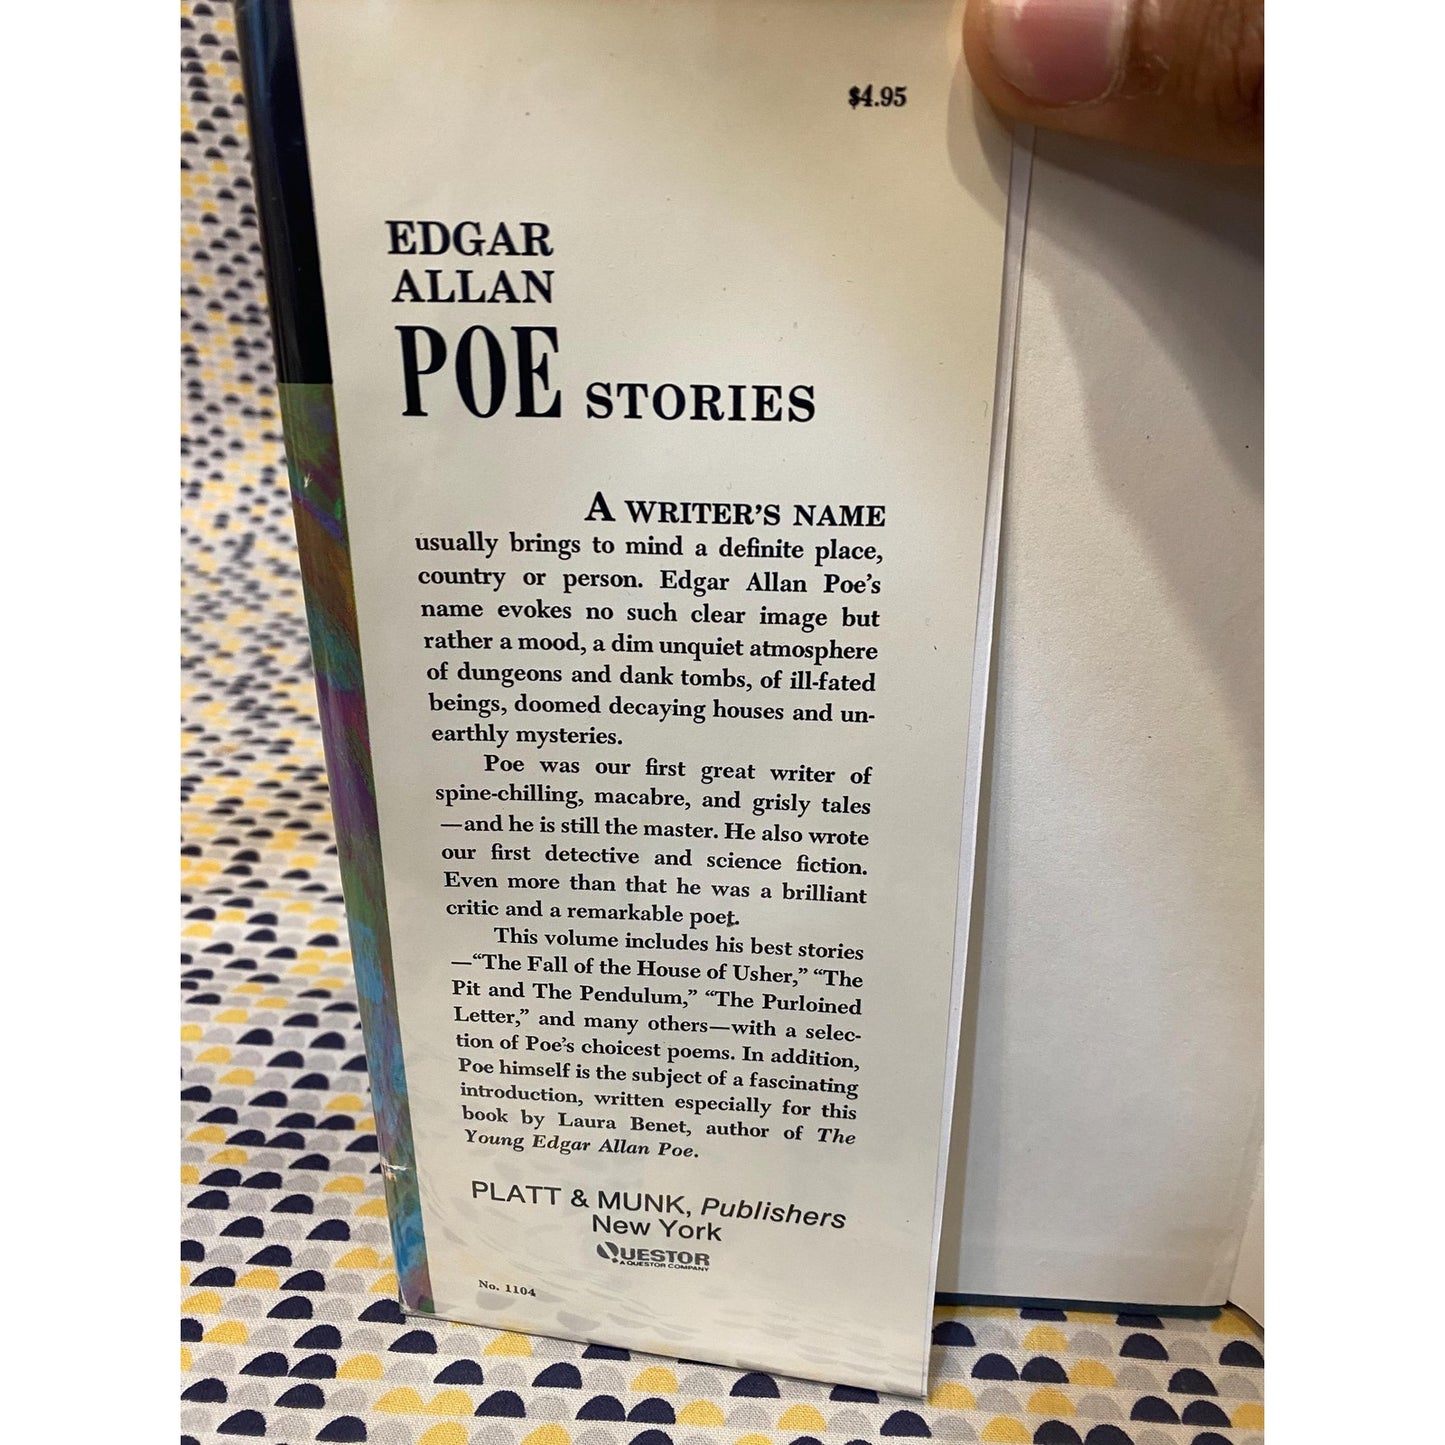 $4.95
EDGAR
ALLAN
POE STORIES
A WRITER'S NAME
usually brings to mind a definite place,
country or person. Edgar Allan Poe's
name evokes no such clear image but
rather a mood, a dim unquiet atmosphere
of dungeons and dank tombs, of ill-fated
beings, doomed decaying houses and un-
earthly mysteries.
Poe was our first great writer of
spine-chilling, macabre, and grisly tales
—and he is still the master. He also wrote
our first detective and science fiction.
Even more than that he was a brilliant
critic and a remarkable poet.
This volume includes his best stories
—“The Fall of the House of Usher,” “The
Pit and The Pendulum,” “The Purloined
Letter,” and many others—with a selec-
tion of Poe's choicest poems. In addition,
Poe himself is the subject of a fascinating
introduction, written especially for this
book by Laura Benet, author of The
Young Edgar Allan Poe.
PLATT & MUNK, Publishers
New York
QUESTOR
A QUESTOR COMPANY
No. 1104